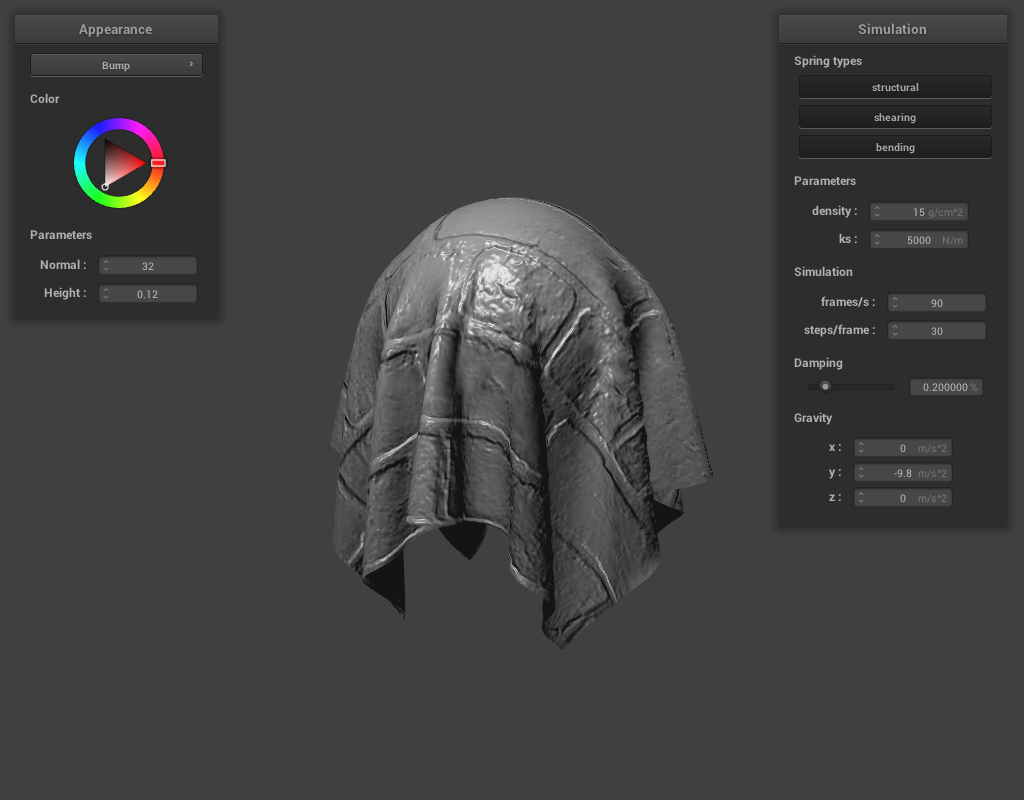 Appearance
Bump
Color
Parameters
Normal : 32
Height : 0.12
Simulation
Spring types
structural
shearing
bending
Parameters
density : 15 g/cm^2
ks : 5000 N/m
Simulation
frames/s : 90
steps/frame : 30
Damping
0.200000 %
Gravity
x : 0 m/s^2
y : -9.8 m/s^2
z : 0 m/s^2